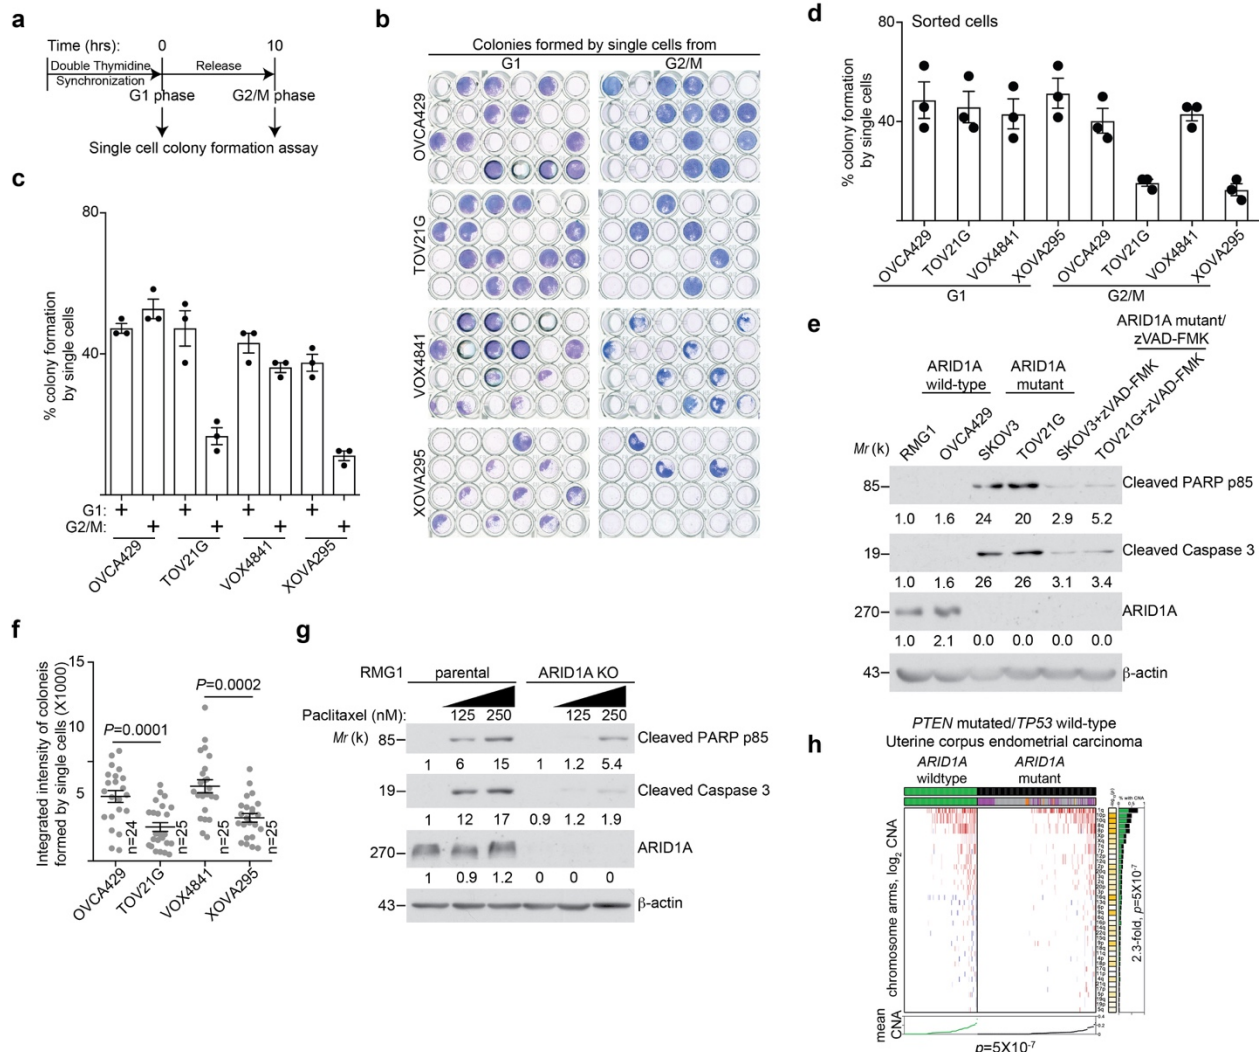 a
Time (hrs):
0
10
Double Thymidine
Synchronization
Release
G1 phase
G2/M phase
Single cell colony formation assay
b
Colonies formed by single cells from
G1
G2/M
OVCA429
TOV21G
VOX4841
XOVA295
c
80
40
% colony formation
by single cells
G1: + + + +
G2/M: + + + +
OVCA429
TOV21G
VOX4841
XOVA295
d
Sorted cells
80
40
% colony formation
by single cells
OVCA429
TOV21G
VOX4841
XOVA295
OVCA429
TOV21G
VOX4841
XOVA295
G1
G2/M
e
ARID1A
wild-type
ARID1A
mutant
ARID1A mutant/
zVAD-FMK
Mr (k)
RMG1
OVCA429
SKOV3
TOV21G
SKOV3+zVAD-FMK
TOV21G+zVAD-FMK
85
Cleaved PARP p85
1.0 1.6 24 20 2.9 5.2
19
Cleaved Caspase 3
1.0 1.6 26 26 3.1 3.4
270
ARID1A
1.0 2.1 0.0 0.0 0.0 0.0
43
β-actin
f
15
10
5
0
Integrated intensity of coloneis
formed by single cells (X1000)
P=0.0001
P=0.0002
n=24
n=25
n=25
n=25
OVCA429
TOV21G
VOX4841
XOVA295
g
RMG1
parental
ARID1A KO
Paclitaxel (nM):
125 250
125 250
Mr (k)
85
Cleaved PARP p85
1 6 15 1 1.2 5.4
19
Cleaved Caspase 3
1 12 17 0.9 1.2 1.9
270
ARID1A
1 0.9 1.2 0 0 0
43
β-actin
h
PTEN mutated/TP53 wild-type
Uterine corpus endometrial carcinoma
ARID1A
wildtype
ARID1A
mutant
% with CNA
chromosome arms, log2 CNA
2.3-fold, p=5X10-7
mean
CNA
p=5X10-7